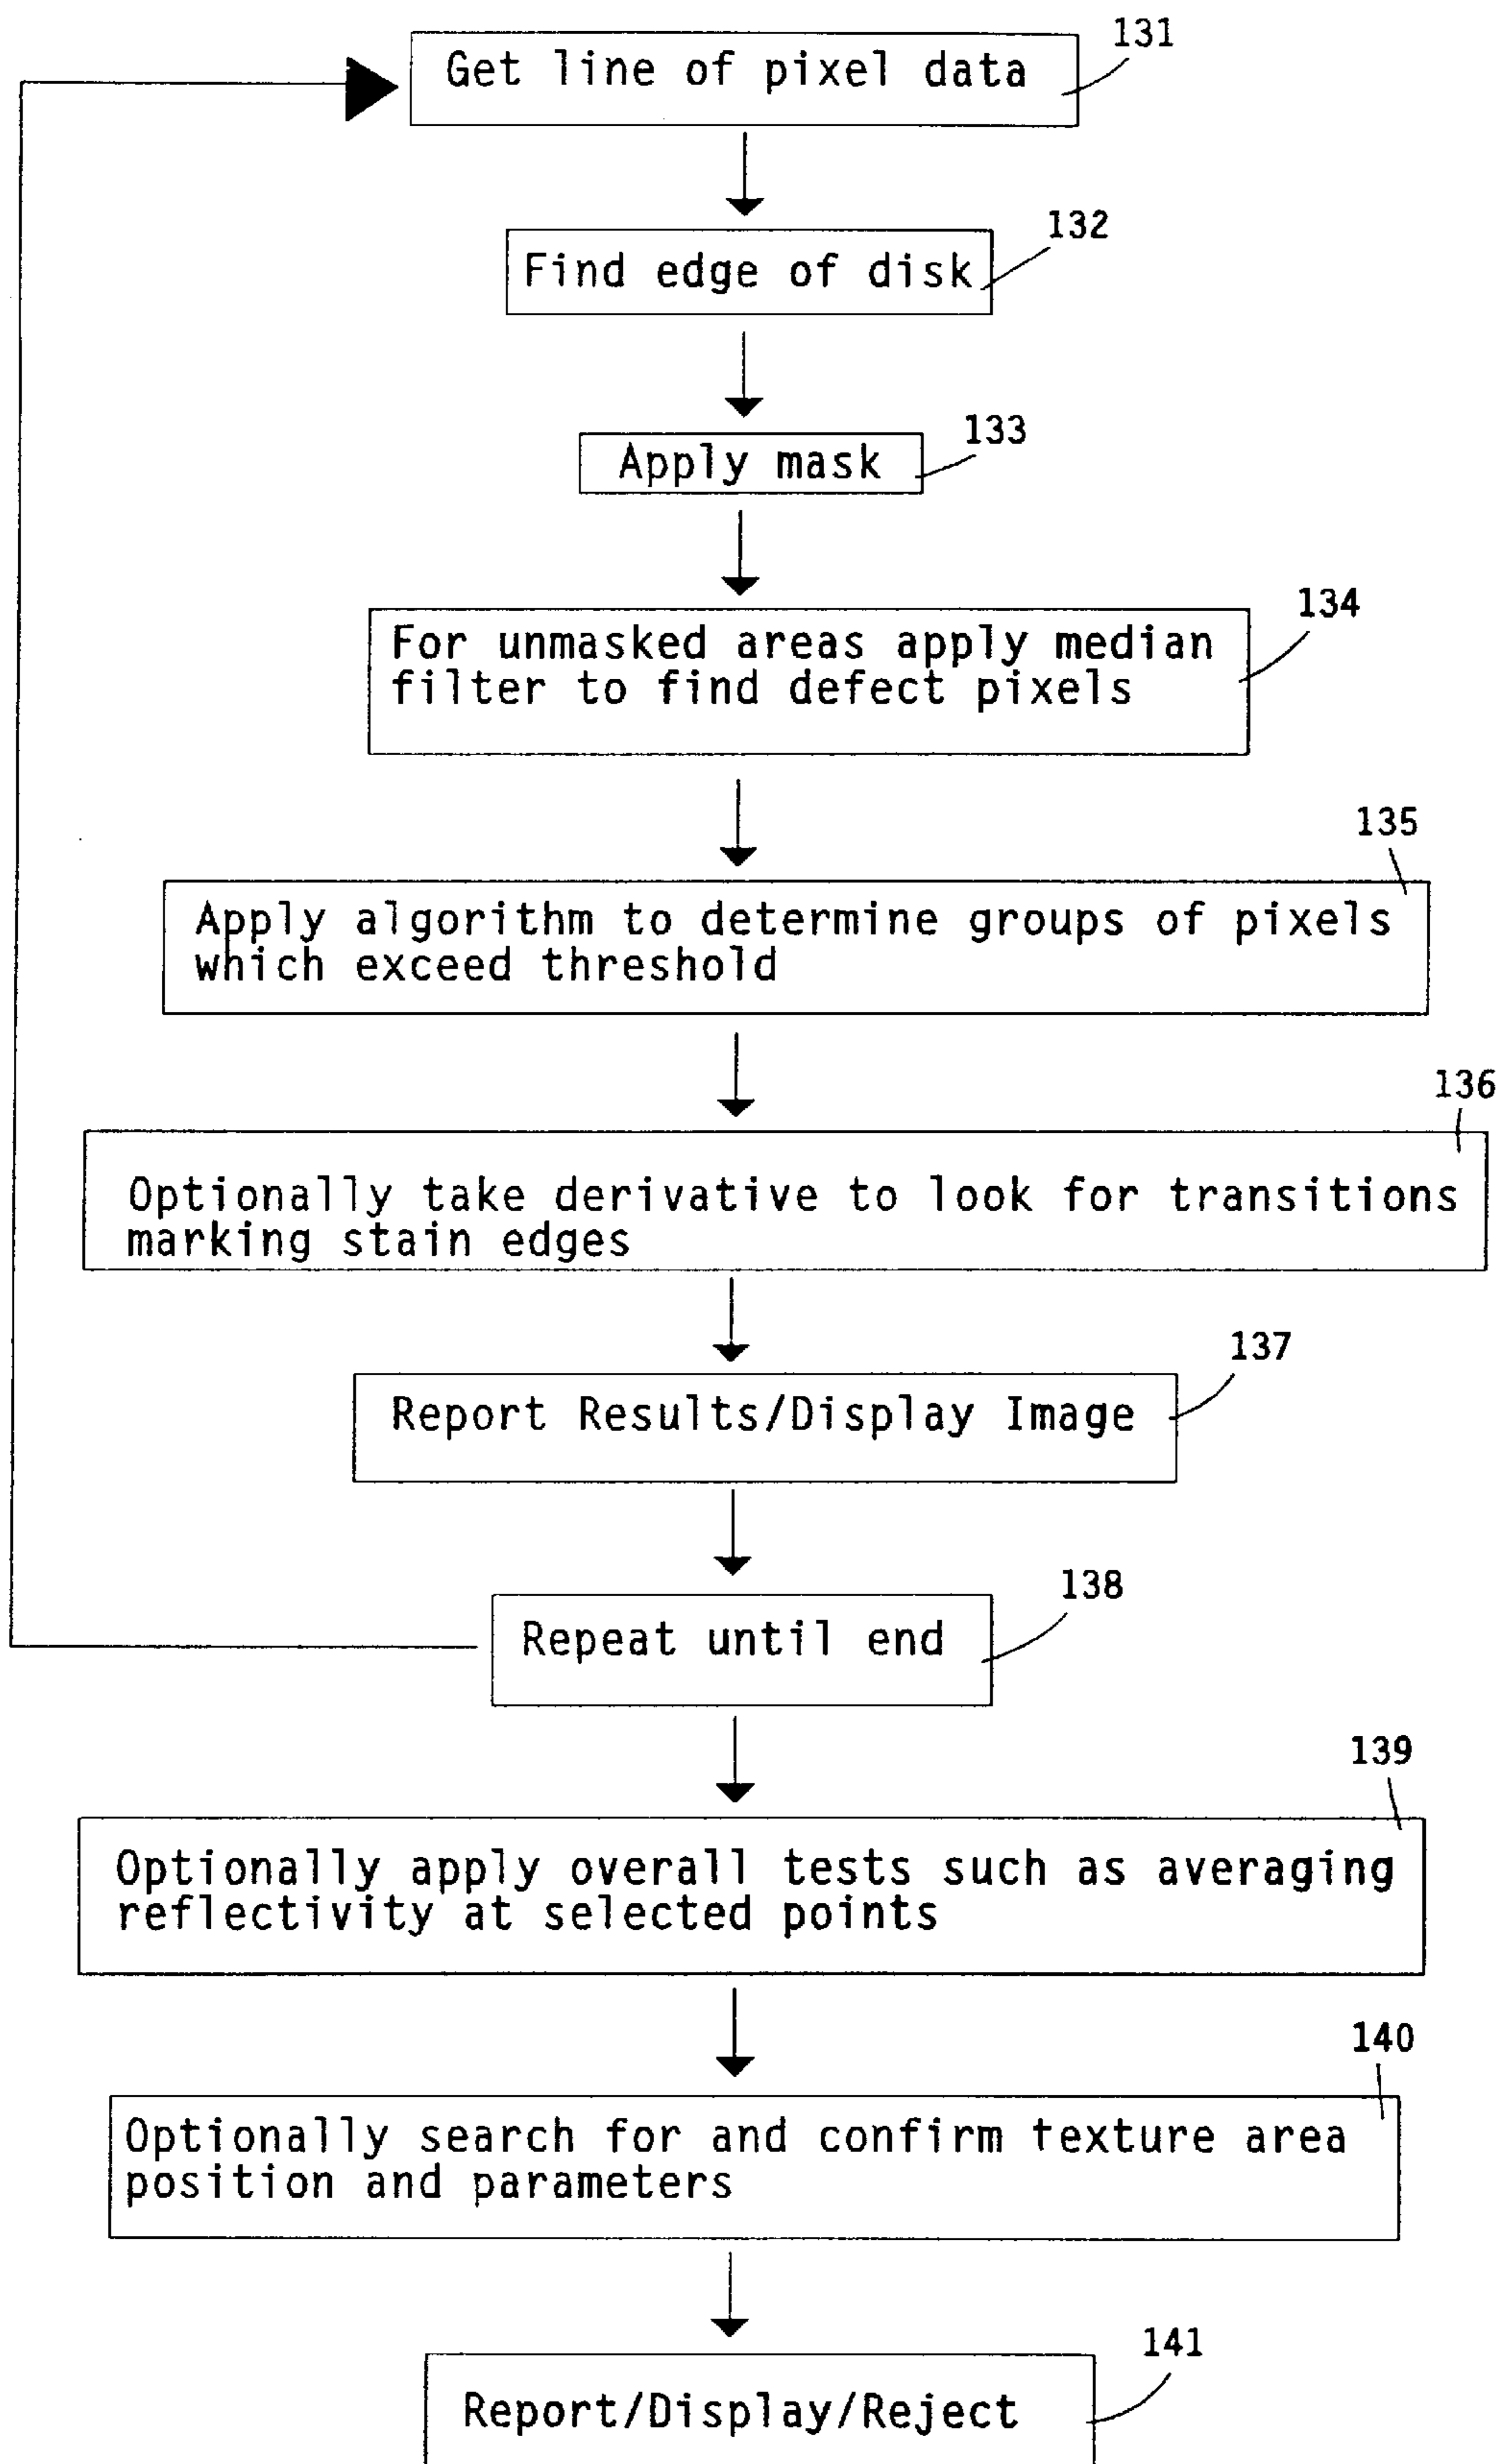 131
Get line of pixel data
132
Find edge of disk
133
Apply mask
134
For unmasked areas apply median
filter to find defect pixels
135
Apply algorithm to determine groups of pixels
which exceed threshold
136
Optionally take derivative to look for transitions
marking stain edges
137
Report Results/Display Image
138
Repeat until end
139
Optionally apply overall tests such as averaging
reflectivity at selected points
140
Optionally search for and confirm texture area
position and parameters
141
Report/Display/Reject